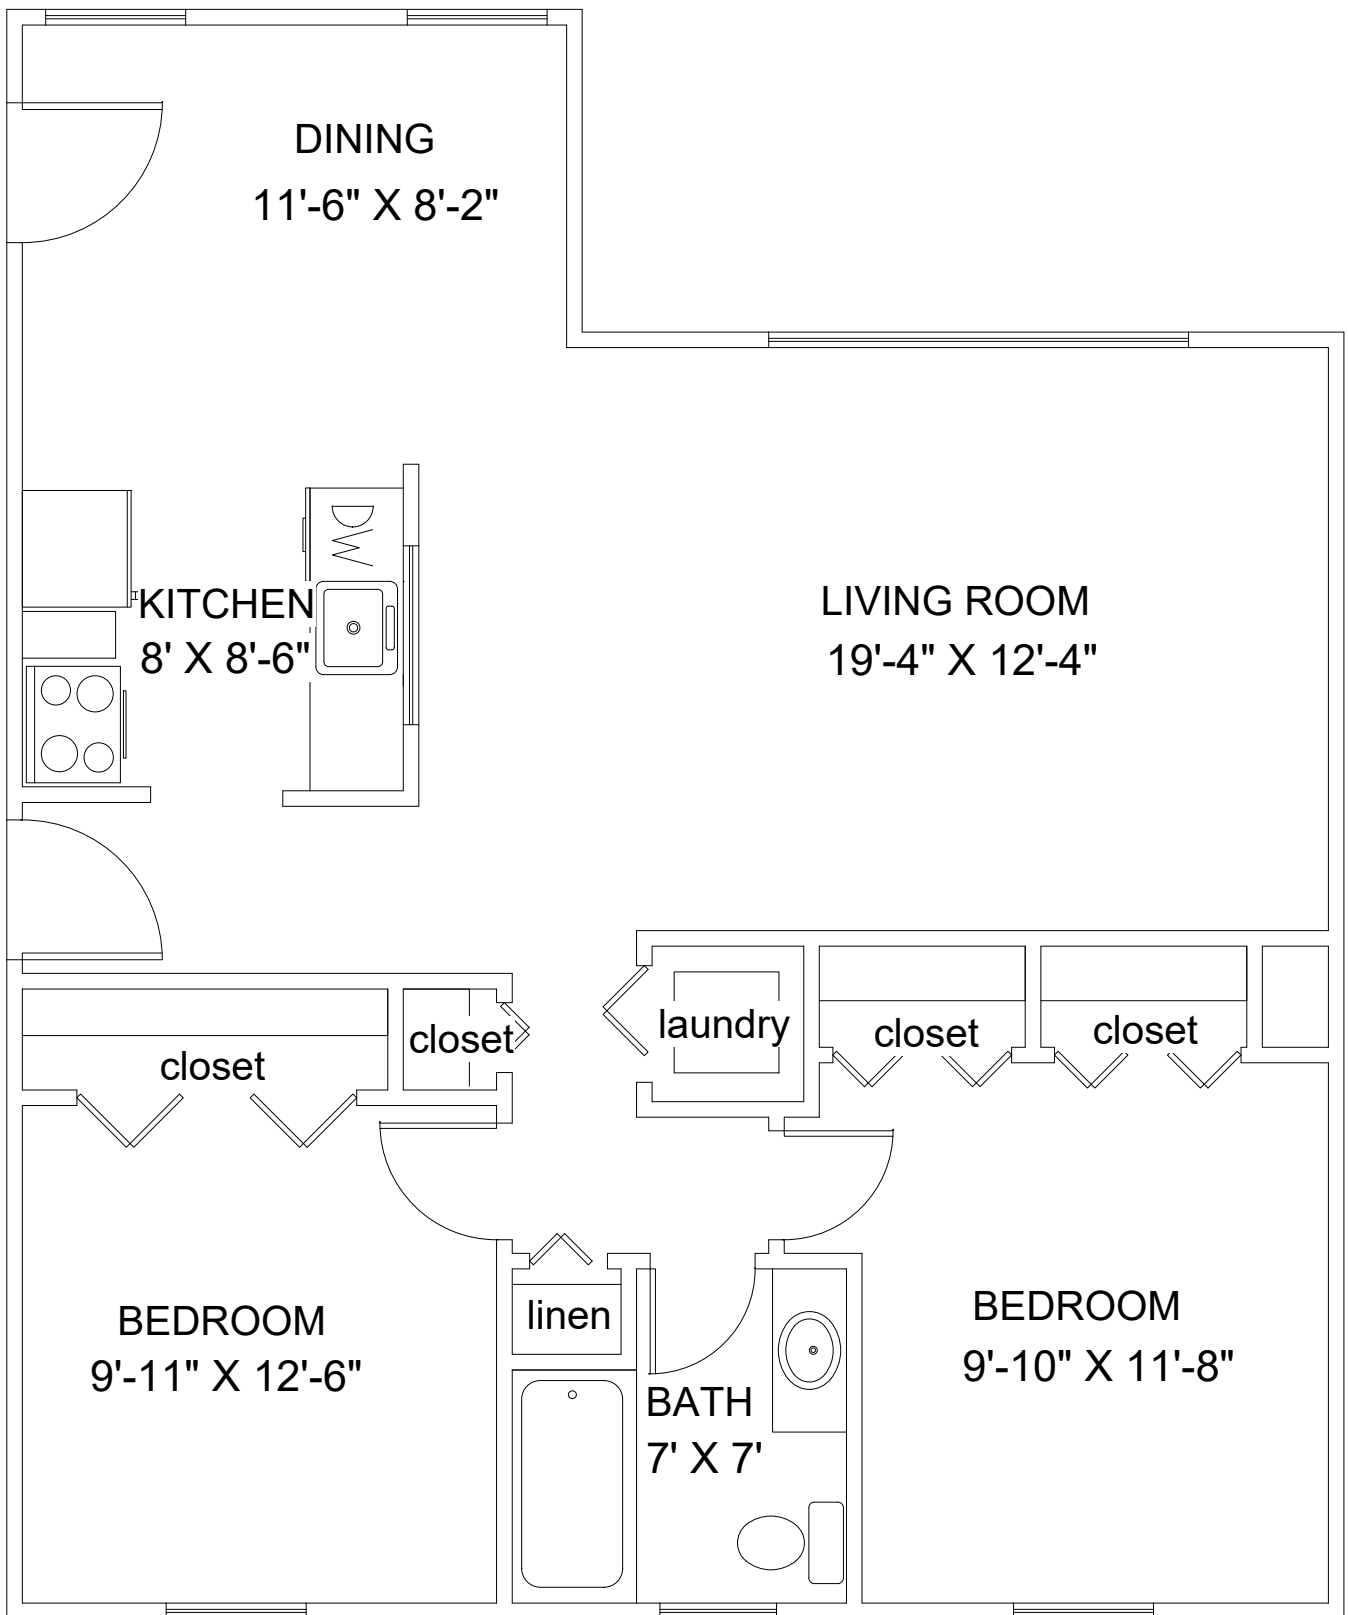 DINING
11'-6" X 8'-2"
DW
KITCHEN
8' X 8'-6"
LIVING ROOM
19'-4" X 12'-4"
closet
closet
laundry
closet
closet
BEDROOM
9'-11" X 12'-6"
linen
BATH
7' X 7'
BEDROOM
9'-10" X 11'-8"